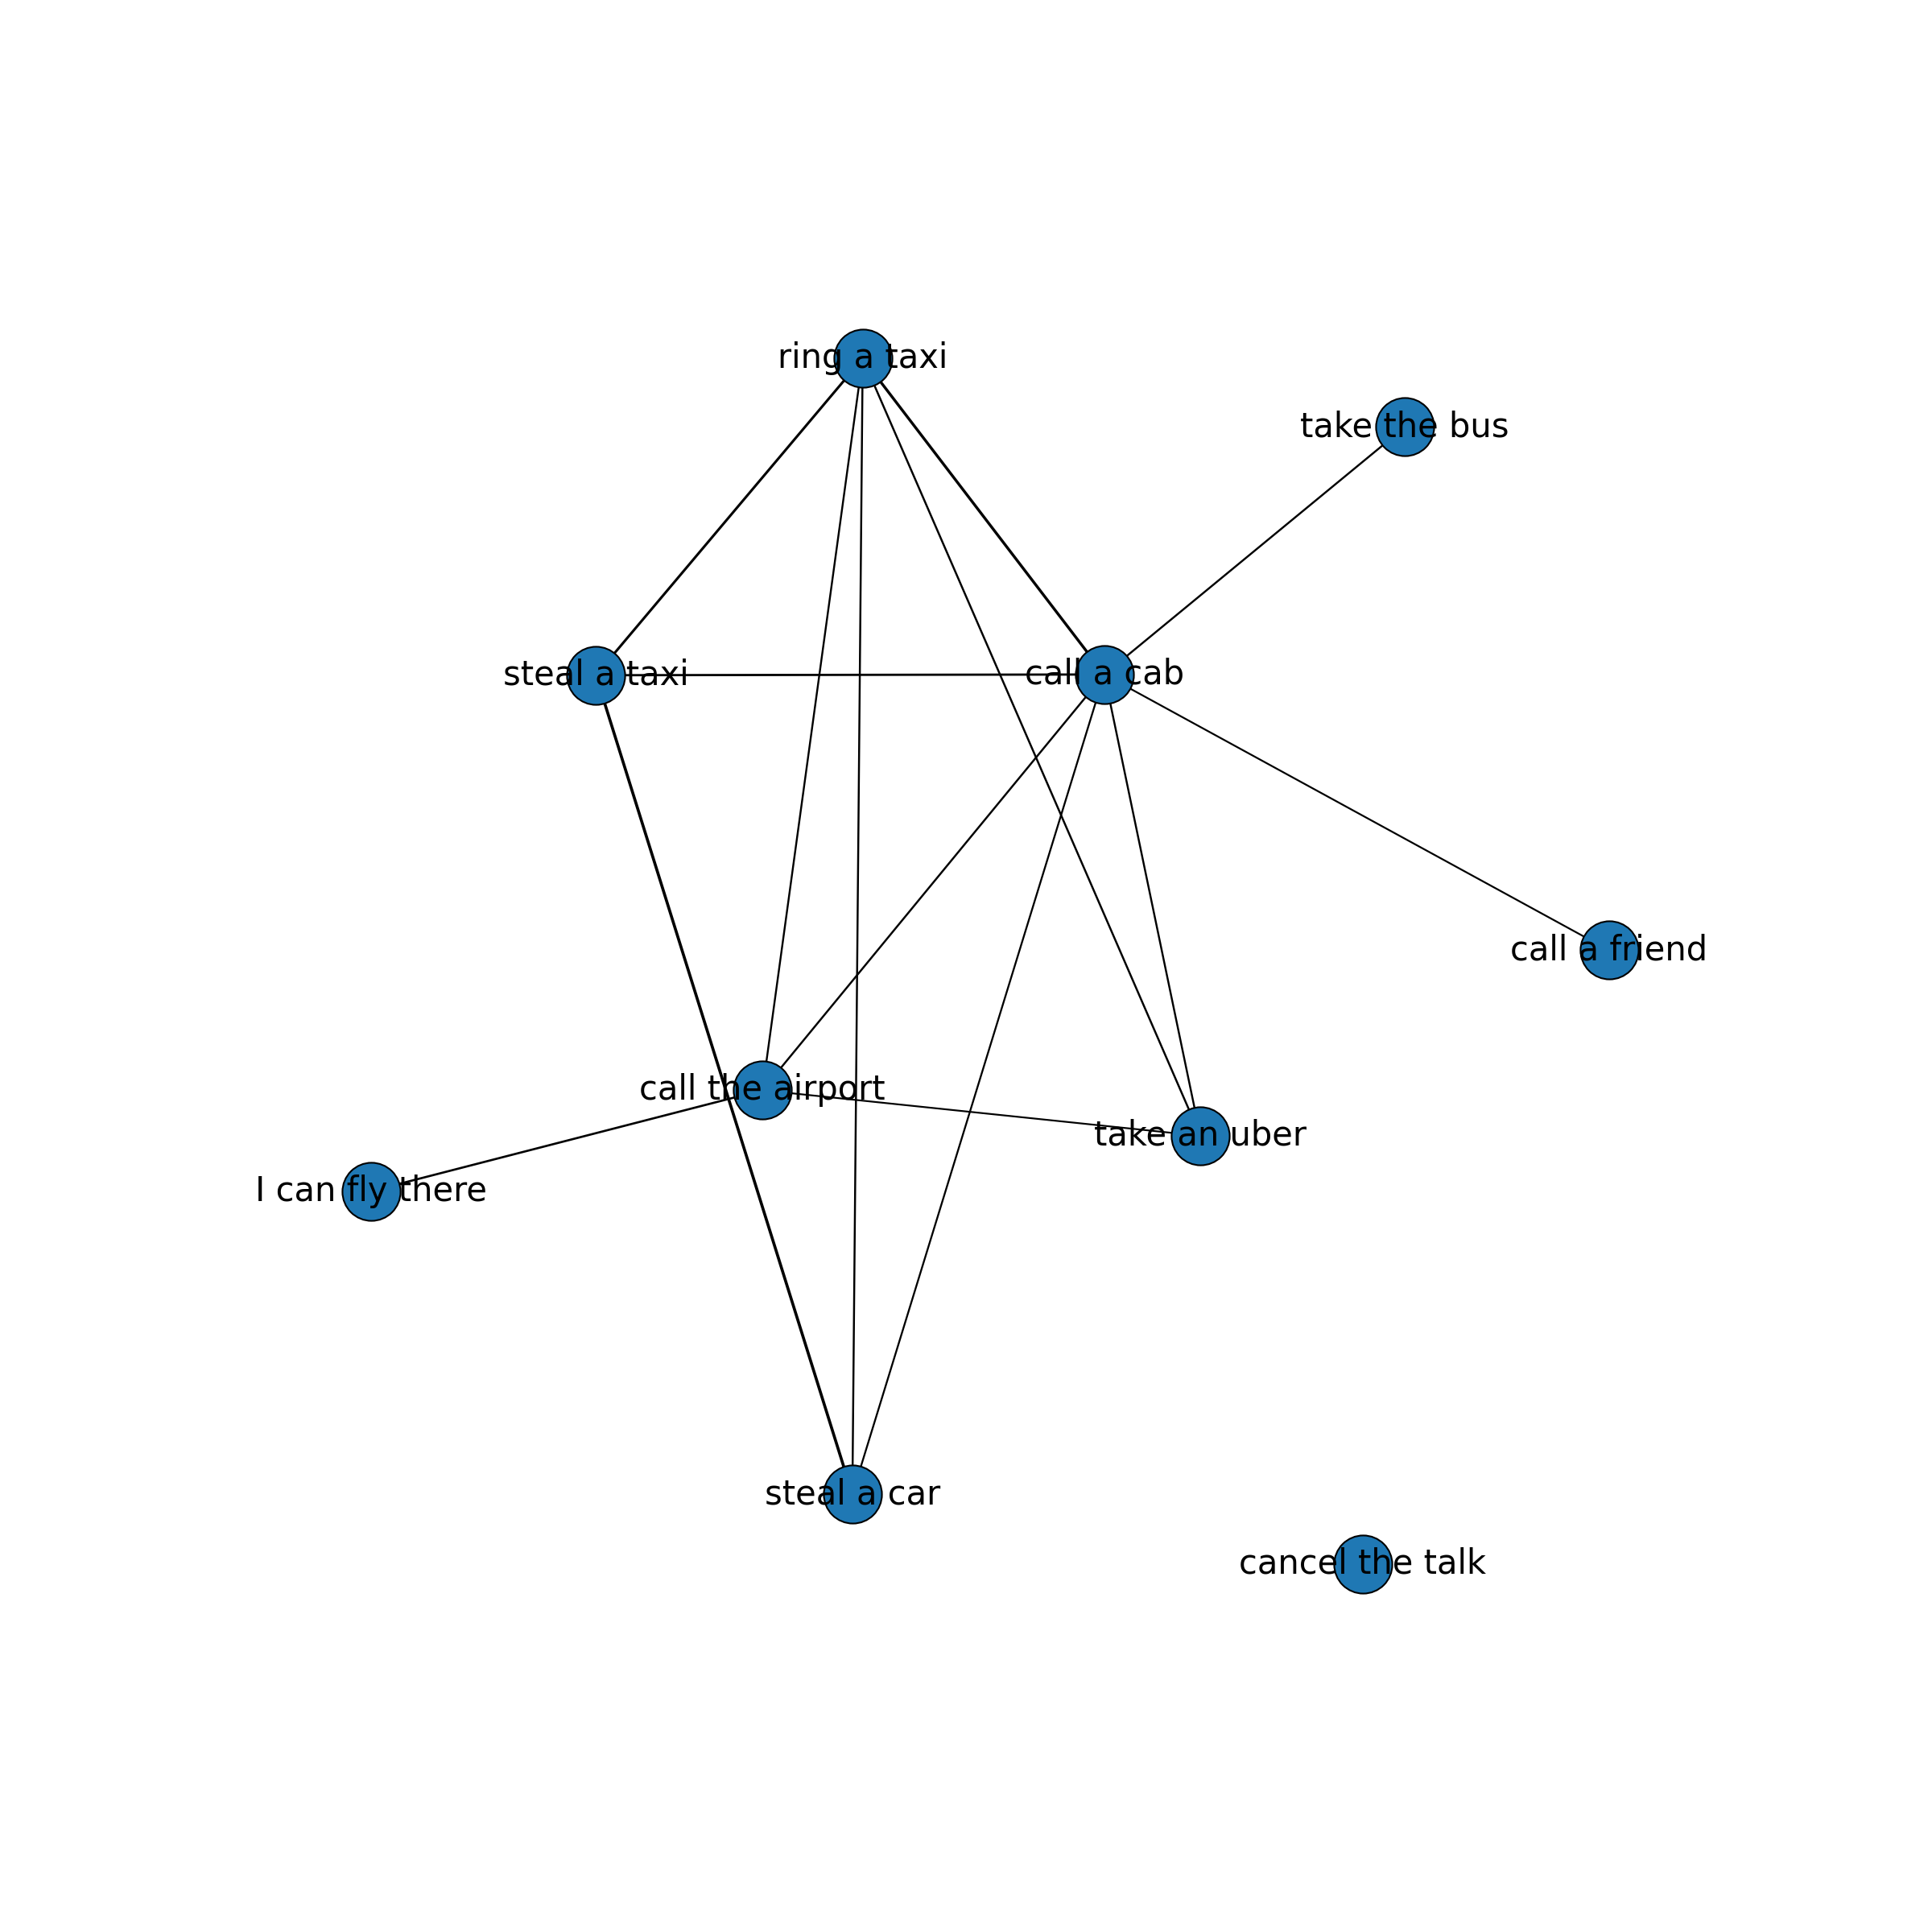 ring a taxi
take the bus
steal a taxi
call a cab
call a friend
call the airport
take an uber
I can fly there
steal a car
cancel the talk